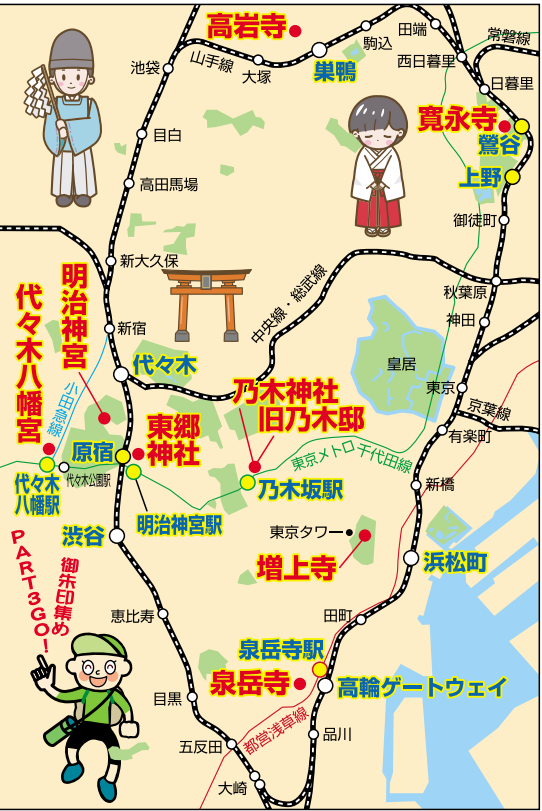 高岩寺
田端
常磐線
駒込
西日暮里
山手線
池袋
大塚
巣鴨
日暮里
寛永寺
鶯谷
目白
上野
高田馬場
御徒町
新大久保
明治神宮
代々木八幡宮
秋葉原
中央線・総武線
新宿
神田
代々木
皇居
小田急線
東京
乃木神社
旧乃木邸
京葉線
東郷
神社
有楽町
原宿
東京メトロ千代田線
代々木公園駅
代々木
八幡駅
乃木坂駅
新橋
明治神宮駅
渋谷
東京タワー
浜松町
増上寺
御朱印集め
PART3GO!
恵比寿
田町
泉岳寺駅
泉岳寺
高輪ゲートウェイ
目黒
都営浅草線
品川
五反田
大崎